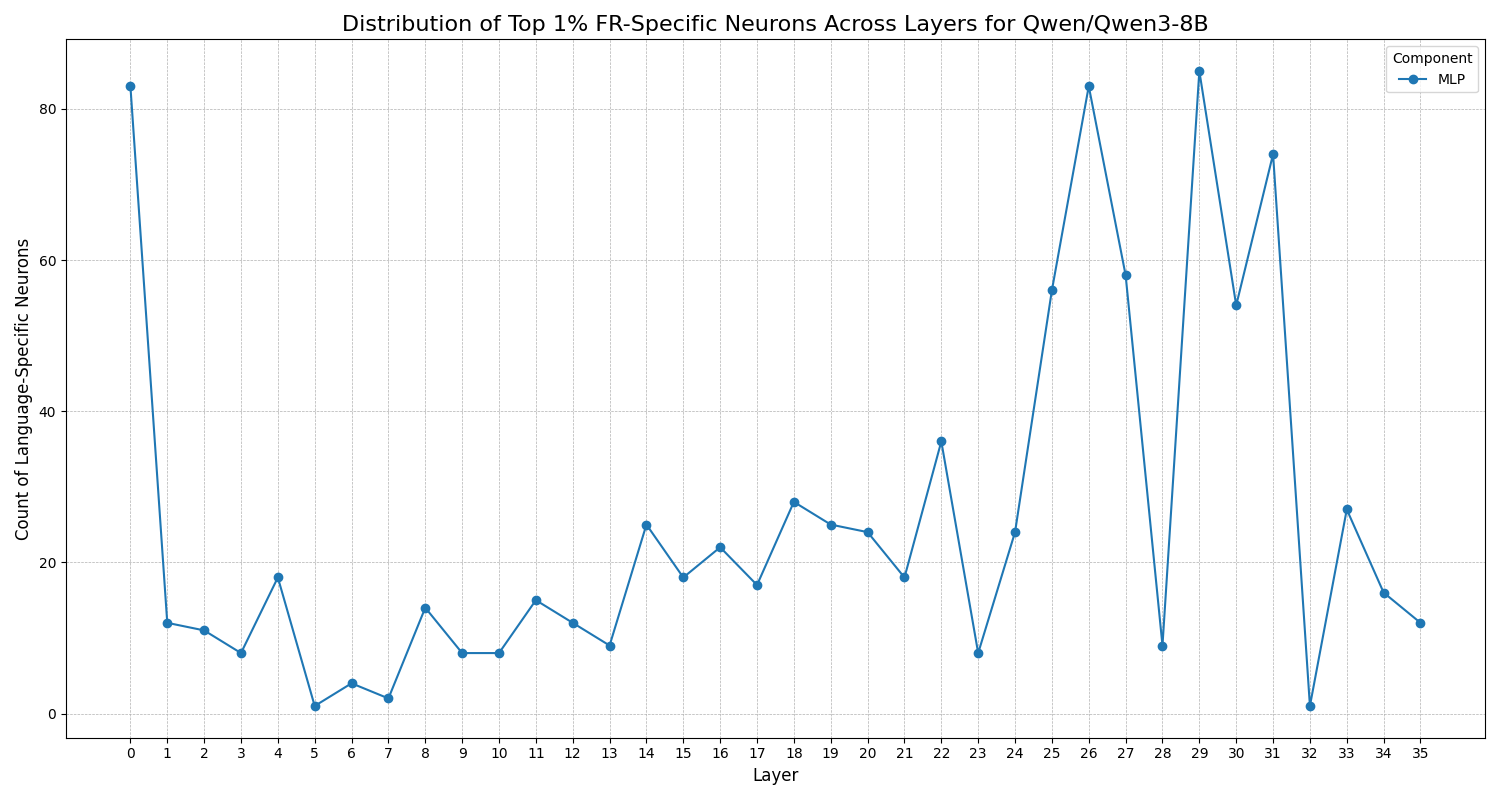 Distribution of Top 1% FR-Specific Neurons Across Layers for Qwen/Qwen3-8B
Component
MLP
Count of Language-Specific Neurons
80
60
40
20
0
0 1 2 3 4 5 6 7 8 9 10 11 12 13 14 15 16 17 18 19 20 21 22 23 24 25 26 27 28 29 30 31 32 33 34 35
Layer